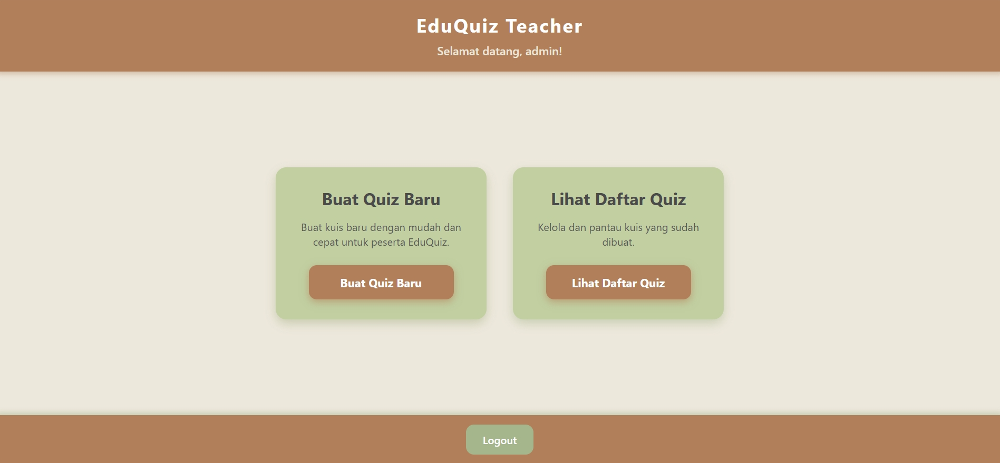 EduQuiz Teacher
Selamat datang, admin!
Buat Quiz Baru
Buat kuis baru dengan mudah dan
cepat untuk peserta EduQuiz.
Buat Quiz Baru
Lihat Daftar Quiz
Kelola dan pantau kuis yang sudah
dibuat.
Lihat Daftar Quiz
Logout